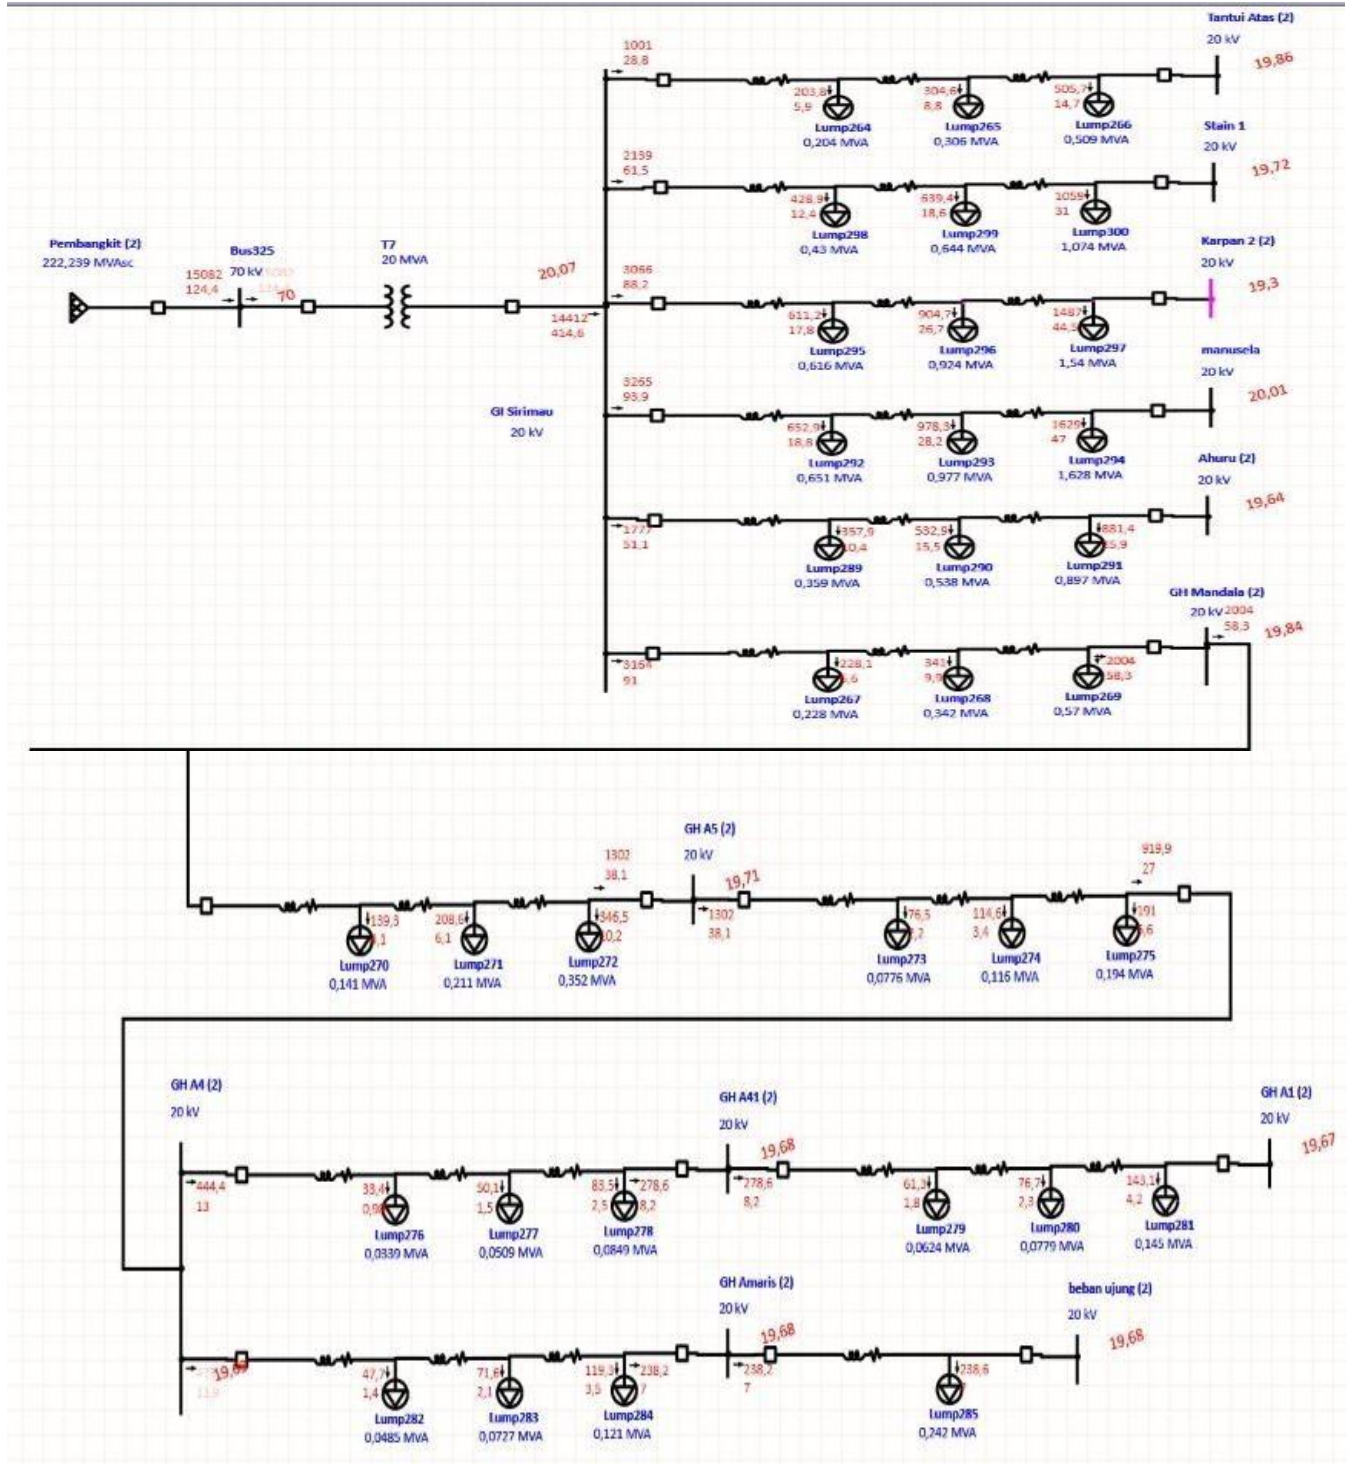 Tantui Atas (2)
20 kV
19,86
1001
28,8
203,8
5,9
Lump264
0,204 MVA
304,6
8,8
Lump265
0,306 MVA
505,7
14,7
Lump266
0,509 MVA
Stain 1
20 kV
19,72
2139
61,5
428,9
12,4
Lump298
0,43 MVA
639,4
18,6
Lump299
0,644 MVA
1059
31
Lump300
1,074 MVA
Pembangkit (2)
222,239 MVAsc
15082
124,4
Bus325
70 kV
70
T7
20 MVA
20,07
14412
414,6
GI Sirimau
20 kV
Karpan 2 (2)
20 kV
19,3
3066
88,2
611,2
17,8
Lump295
0,616 MVA
904,7
26,7
Lump296
0,924 MVA
1487
44,5
Lump297
1,54 MVA
manusela
20 kV
20,01
3265
93,9
652,9
18,8
Lump292
0,651 MVA
978,3
28,2
Lump293
0,977 MVA
1629
47
Lump294
1,628 MVA
Ahuru (2)
20 kV
19,64
1777
51,1
357,9
10,4
Lump289
0,359 MVA
532,9
15,5
Lump290
0,538 MVA
881,4
Lump291
0,897 MVA
GH Mandala (2)
20 kV
2004
58,3
19,84
3164
91
228,1
Lump267
0,228 MVA
341
9,9
Lump268
0,342 MVA
2004
58,3
Lump269
0,57 MVA
139,3
Lump270
0,141 MVA
208,6
6,1
Lump271
0,211 MVA
1302
38,1
346,5
10,2
Lump272
0,352 MVA
GH A5 (2)
20 kV
19,71
1302
38,1
76,5
Lump273
0,0776 MVA
114,6
3,4
Lump274
0,116 MVA
919,9
27
191
Lump275
0,194 MVA
GH A4 (2)
20 kV
444,4
13
33,4
Lump276
0,0339 MVA
50,1
1,5
Lump277
0,0509 MVA
83,5
2,5
278,6
8,2
Lump278
0,0849 MVA
GH A41 (2)
20 kV
19,68
278,6
8,2
61,3
1,8
Lump279
0,0624 MVA
76,7
2,3
Lump280
0,0779 MVA
143,1
4,2
Lump281
0,145 MVA
GH A1 (2)
20 kV
19,67
47,7
1,4
Lump282
0,0485 MVA
71,6
2,1
Lump283
0,0727 MVA
119,3
3,5
238,2
7
Lump284
0,121 MVA
GH Amaris (2)
20 kV
19,68
238,2
7
238,6
Lump285
0,242 MVA
beban ujung (2)
20 kV
19,68